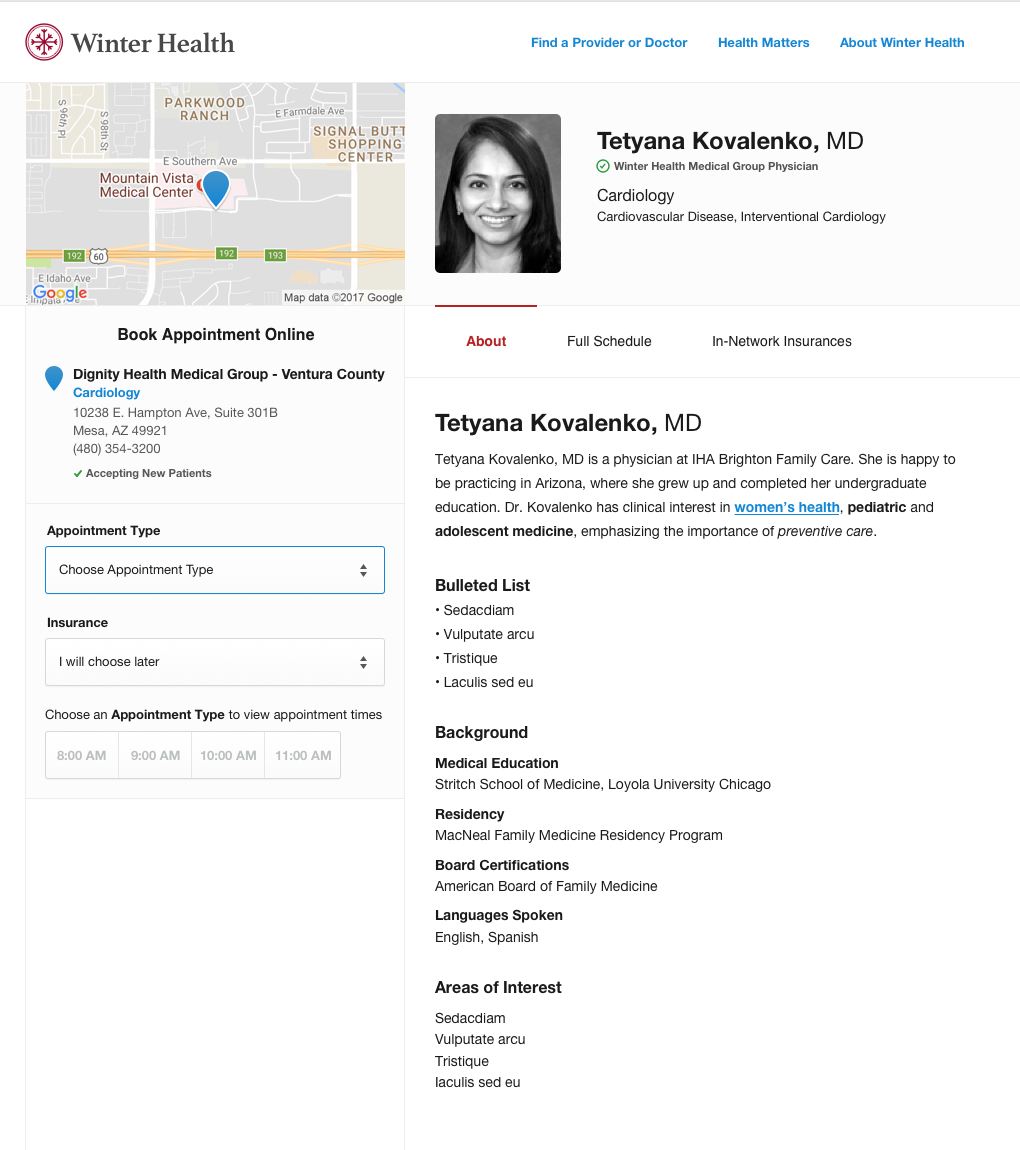 Winter Health
Find a Provider or Doctor
Health Matters
About Winter Health
S 96th Pl
S 98th St
PARKWOOD
RANCH
E Farmdale Ave
SIGNAL BUTT
SHOPPING
CENTER
E Southern Ave
Mountain Vista
Medical Center
192
60
192
193
E Idaho Ave
Google
Map data ©2017 Google
Tetyana Kovalenko, MD
Winter Health Medical Group Physician
Cardiology
Cardiovascular Disease, Interventional Cardiology
Book Appointment Online
Dignity Health Medical Group - Ventura County
Cardiology
10238 E. Hampton Ave, Suite 301B
Mesa, AZ 49921
(480) 354-3200
Accepting New Patients
Appointment Type
Choose Appointment Type
Insurance
I will choose later
Choose an Appointment Type to view appointment times
8:00 AM
9:00 AM
10:00 AM
11:00 AM
About
Full Schedule
In-Network Insurances
Tetyana Kovalenko, MD
Tetyana Kovalenko, MD is a physician at IHA Brighton Family Care. She is happy to
be practicing in Arizona, where she grew up and completed her undergraduate
education. Dr. Kovalenko has clinical interest in women’s health, pediatric and
adolescent medicine, emphasizing the importance of preventive care.
Bulleted List
• Sedacdiam
• Vulputate arcu
• Tristique
• Laculis sed eu
Background
Medical Education
Stritch School of Medicine, Loyola University Chicago
Residency
MacNeal Family Medicine Residency Program
Board Certifications
American Board of Family Medicine
Languages Spoken
English, Spanish
Areas of Interest
Sedacdiam
Vulputate arcu
Tristique
Iaculis sed eu